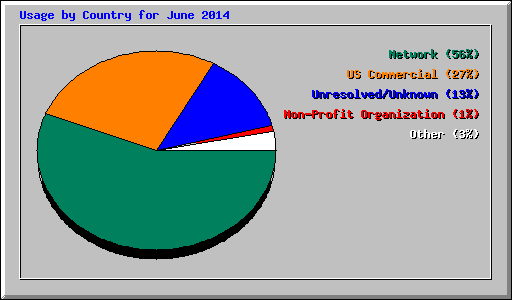 Usage by Country for June 2014
Network (56%)
US Commercial (27%)
Unresolved/Unknown (13%)
Non-Profit Organization (1%)
Other (3%)